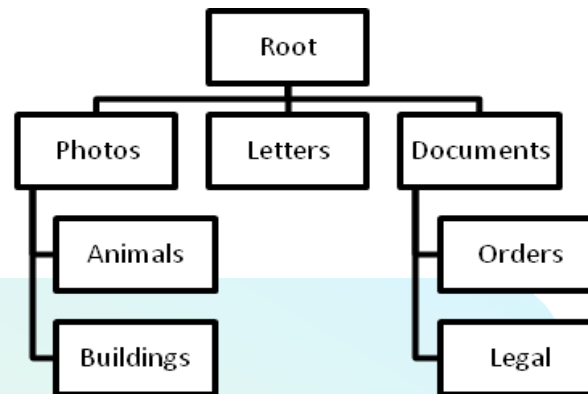 Root
Photos
Letters
Documents
Animals
Orders
Buildings
Legal